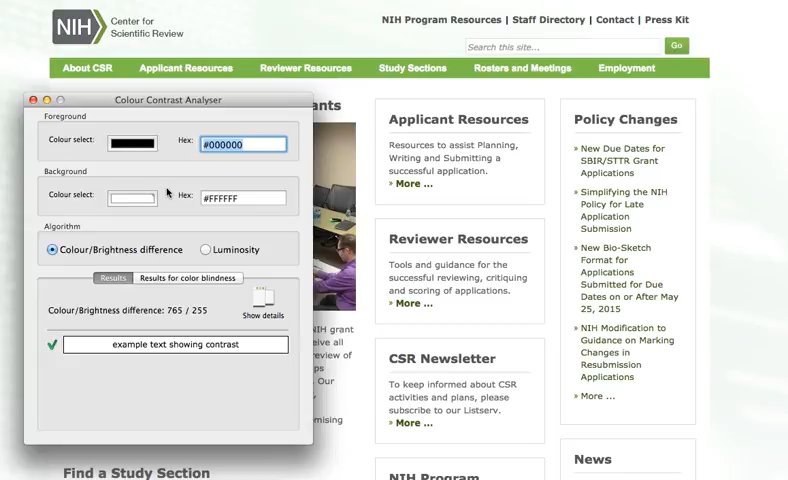 NIH
Center for
Scientific Review
NIH Program Resources | Staff Directory | Contact | Press Kit
Search this site...
Go
About CSR
Applicant Resources
Reviewer Resources
Study Sections
Rosters and Meetings
Employment
Colour Contrast Analyser
Foreground
Colour select:
Hex:
#000000
Background
Colour select:
Hex:
#FFFFFF
Algorithm
Colour/Brightness difference
Luminosity
Results
Results for color blindness
Colour/Brightness difference: 765 / 255
Show details
example text showing contrast
ants
NIH grant
eive all
review of
ps
. Our
mising
Find a Study Section
Applicant Resources
Resources to assist Planning,
Writing and Submitting a
successful application.
» More ...
Reviewer Resources
Tools and guidance for the
successful reviewing, critiquing
and scoring of applications.
» More ...
CSR Newsletter
To keep informed about CSR
activities and plans, please
subscribe to our Listserv.
» More ...
NIH Program
Policy Changes
» New Due Dates for
SBIR/STTR Grant
Applications
» Simplifying the NIH
Policy for Late
Application
Submission
» New Bio-Sketch
Format for
Applications
Submitted for Due
Dates on or After May
25, 2015
» NIH Modification to
Guidance on Marking
Changes in
Resubmission
Applications
» More ...
News